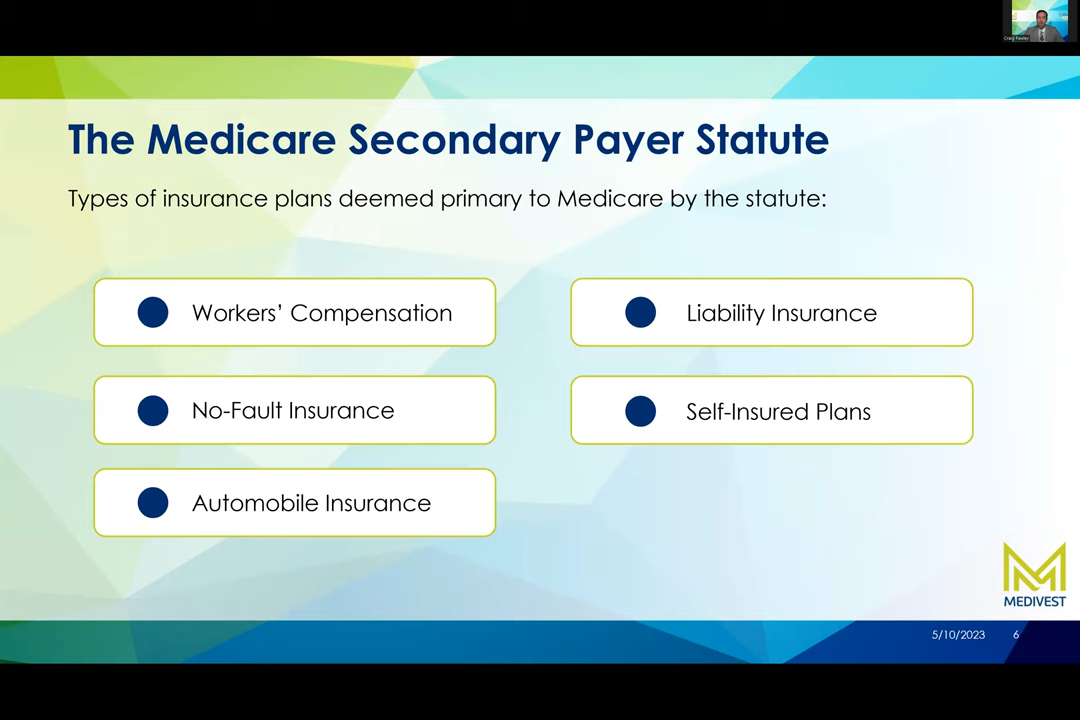 The Medicare Secondary Payer Statute
Types of insurance plans deemed primary to Medicare by the statute:
Workers’ Compensation
Liability Insurance
No-Fault Insurance
Self-Insured Plans
Automobile Insurance
MEDIVEST
5/10/2023
6